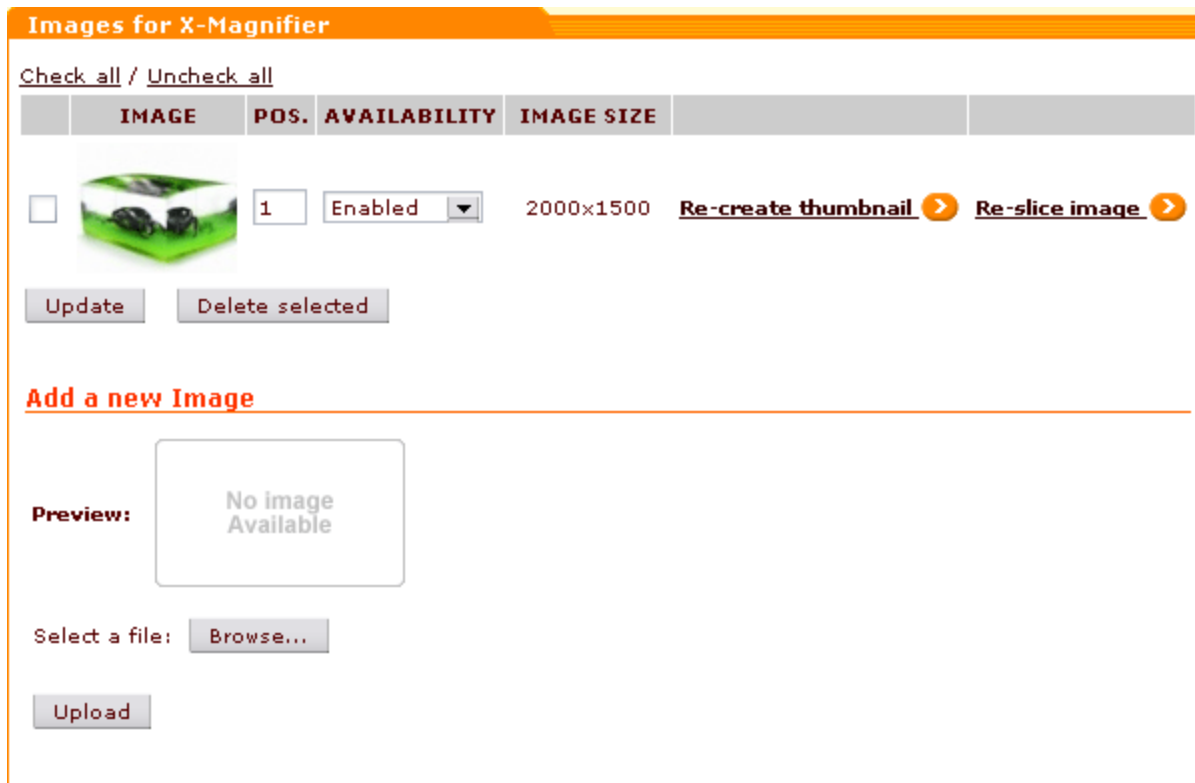 Images for X-Magnifier
Check all / Uncheck all
IMAGE POS. AVAILABILITY IMAGE SIZE
1 Enabled 2000x1500 Re-create thumbnail Re-slice image
Update Delete selected
Add a new Image
Preview:
No image
Available
Select a file: Browse...
Upload